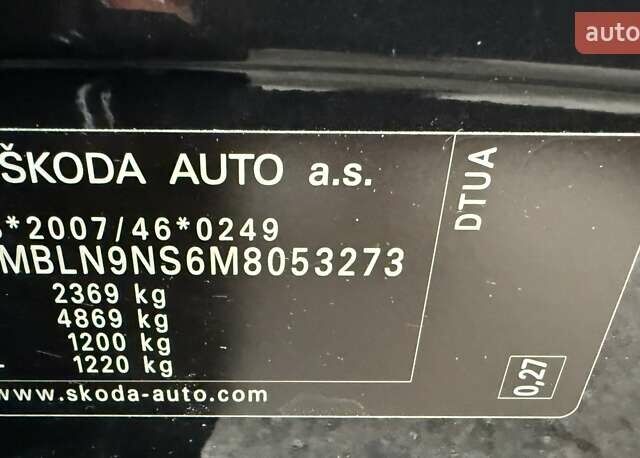 auto
ŠKODA AUTO a.s.
*2007/46*0249
MBLN9NS6M8053273
2369 kg
4869 kg
1200 kg
1220 kg
www.skoda-auto.com
DTUA
0,27